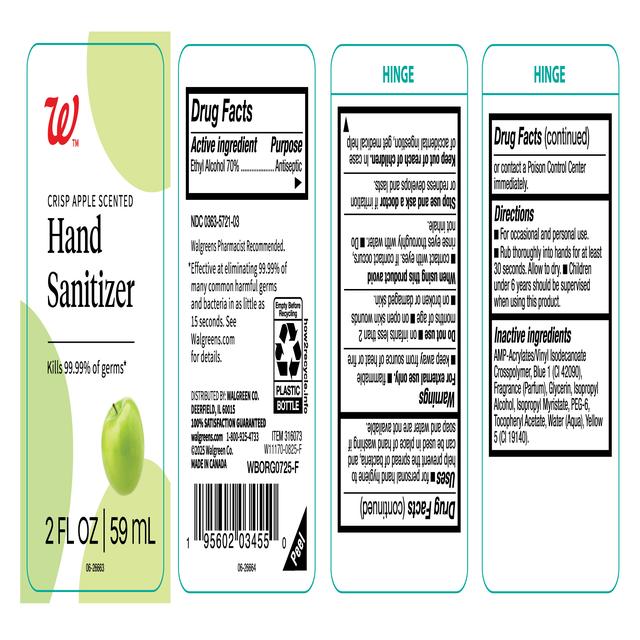 W™
CRISP APPLE SCENTED
Hand
Sanitizer
Kills 99.99% of germs*
2 FL OZ | 59 mL
06-26663
Drug Facts
Active ingredient Purpose
Ethyl Alcohol 70% ............ Antiseptic
NDC 0363-5721-03
Walgreens Pharmacist Recommended.
*Effective at eliminating 99.99% of
many common harmful germs
and bacteria in as little as
15 seconds. See
Walgreens.com
for details.
Empty Before
Recycling
PLASTIC
BOTTLE
how2recycle.info
DISTRIBUTED BY: WALGREEN CO.
DEERFIELD, IL 60015
100% SATISFACTION GUARANTEED
walgreens.com 1-800-925-4733
©2025 Walgreen Co.
MADE IN CANADA
ITEM 316073
W11170-0825-F
WBORG0725-F
1 95602 03455 0
Peel
06-26664
HINGE
Drug Facts (continued)
Uses ■ for personal hand hygiene to
help prevent the spread of bacteria, and
can be used in place of hand washing if
soap and water are not available.
Warnings
For external use only: ■ flammable
■ keep away from source of heat or fire
Do not use ■ on infants less than 2
months of age ■ on open skin wounds
■ on broken or damaged skin.
When using this product avoid
■ contact with eyes. If contact occurs,
rinse eyes thoroughly with water. ■ Do
not inhale.
Stop use and ask a doctor if irritation
or redness develops and lasts.
Keep out of reach of children. In case
of accidental ingestion, get medical help
HINGE
Drug Facts (continued)
or contact a Poison Control Center
immediately.
Directions
■ For occasional and personal use.
■ Rub thoroughly into hands for at least
30 seconds. Allow to dry. ■ Children
under 6 years should be supervised
when using this product.
Inactive ingredients
AMP-Acrylates/Vinyl Isodecanoate
Crosspolymer, Blue 1 (CI 42090),
Fragrance (Parfum), Glycerin, Isopropyl
Alcohol, Isopropyl Myristate, PEG-6,
Tocopheryl Acetate, Water (Aqua), Yellow
5 (CI 19140).